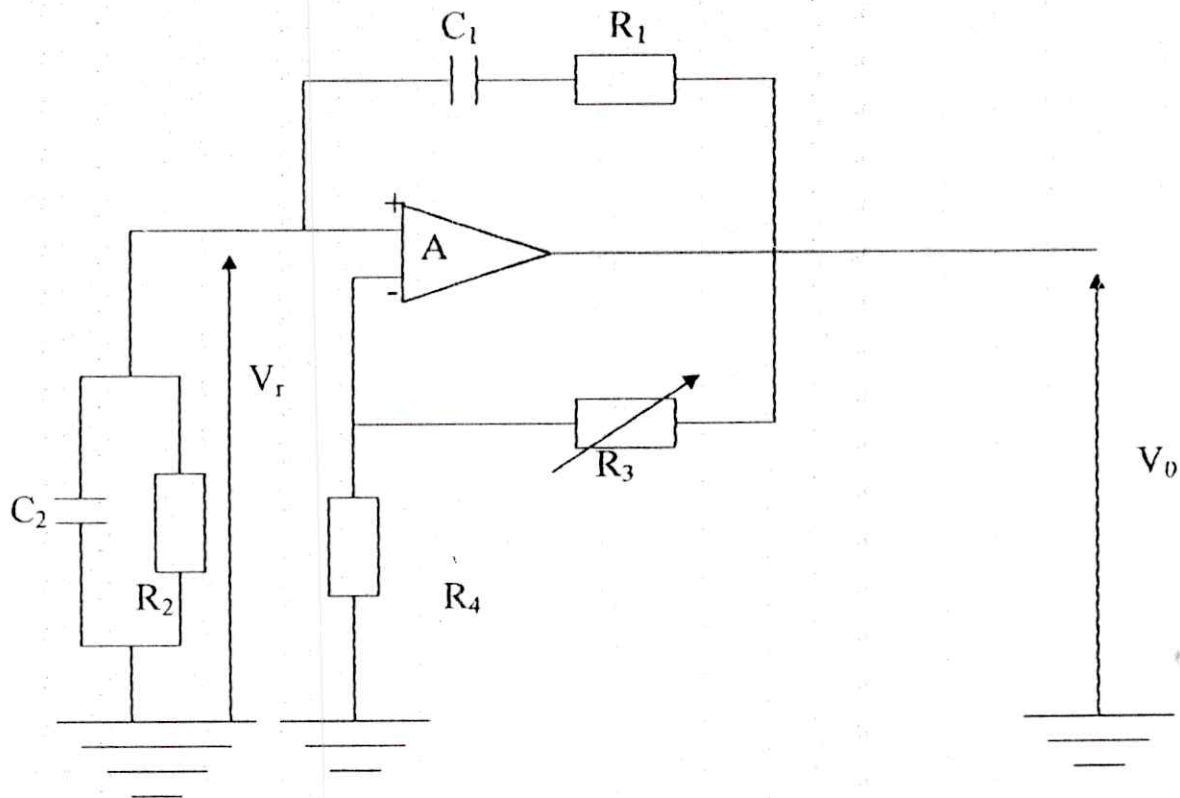 C₁
R₁
+
A
-
Vᵣ
R₃
V₀
C₂
R₂
R₄